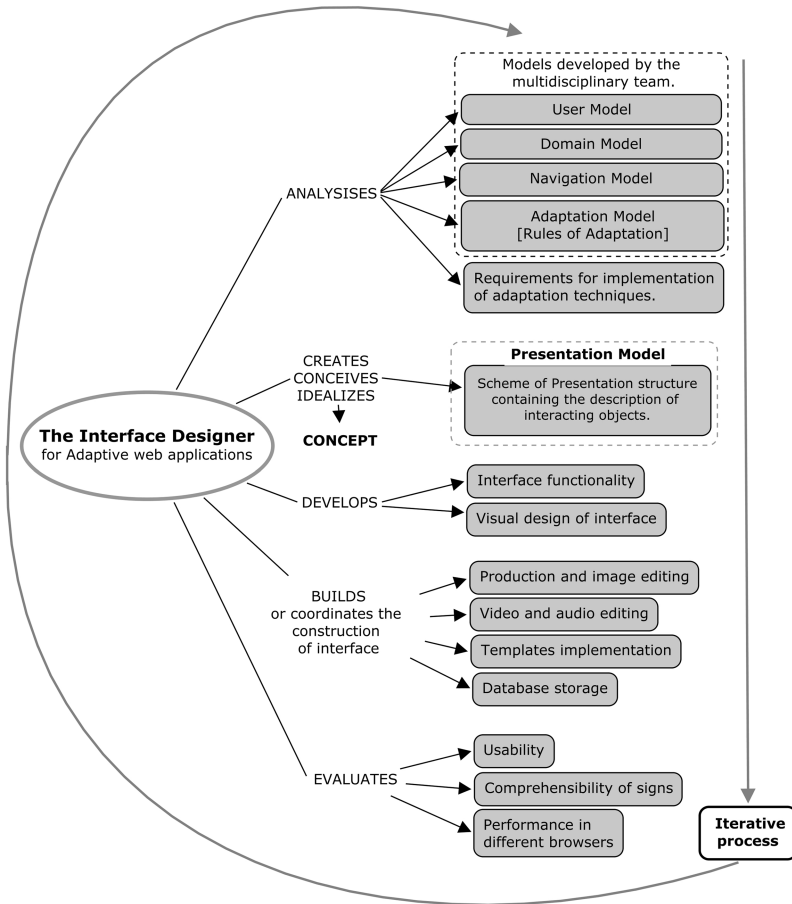 Models developed by the
multidisciplinary team.
User Model
Domain Model
Navigation Model
ANALYSISES
Adaptation Model
[Rules of Adaptation]
Requirements for implementation
of adaptation techniques.
CREATES
CONCEIVES
IDEALIZES
CONCEPT
Presentation Model
Scheme of Presentation structure
containing the description of
interacting objects.
The Interface Designer
for Adaptive web applications
DEVELOPS
Interface functionality
Visual design of interface
BUILDS
or coordinates the
construction
of interface
Production and image editing
Video and audio editing
Templates implementation
Database storage
EVALUATES
Usability
Comprehensibility of signs
Performance in
different browsers
Iterative
process